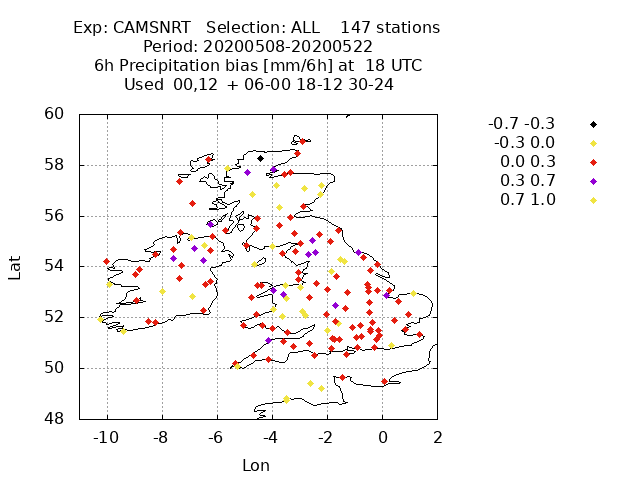 Exp: CAMSNRT   Selection: ALL    147 stations
Period: 20200508-20200522
6h Precipitation bias [mm/6h] at  18 UTC
Used  00,12  + 06-00 18-12 30-24
-0.7 -0.3
-0.3 0.0
0.0 0.3
0.3 0.7
0.7 1.0
60
58
56
54
52
50
48
Lat
-10 -8 -6 -4 -2 0 2
Lon